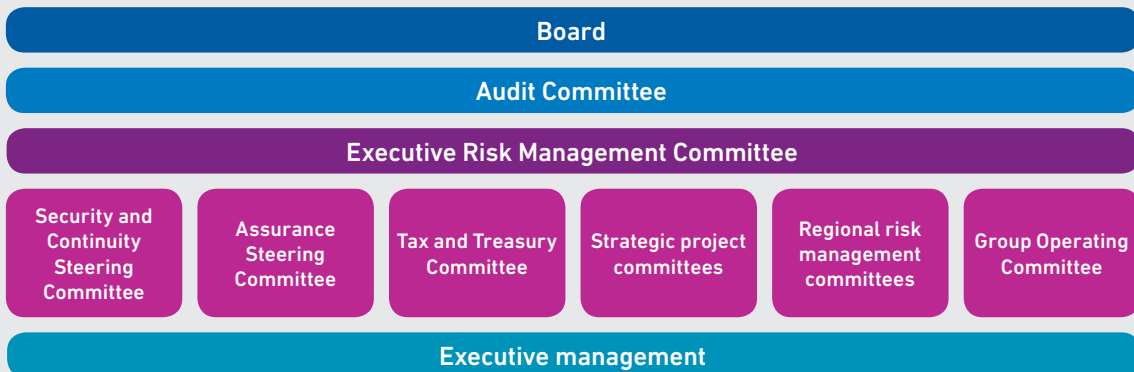 Board
Audit Committee
Executive Risk Management Committee
Security and
Continuity
Steering
Committee
Assurance
Steering
Committee
Tax and Treasury
Committee
Strategic project
committees
Regional risk
management
committees
Group Operating
Committee
Executive management